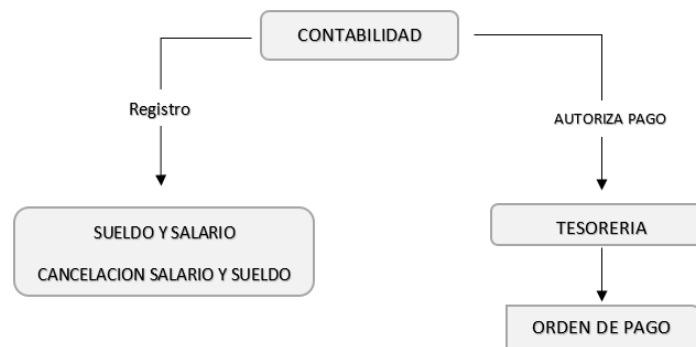 CONTABILIDAD
Registro
AUTORIZA PAGO
SUELDO Y SALARIO
CANCELACION SALARIO Y SUELDO
TESORERIA
ORDEN DE PAGO